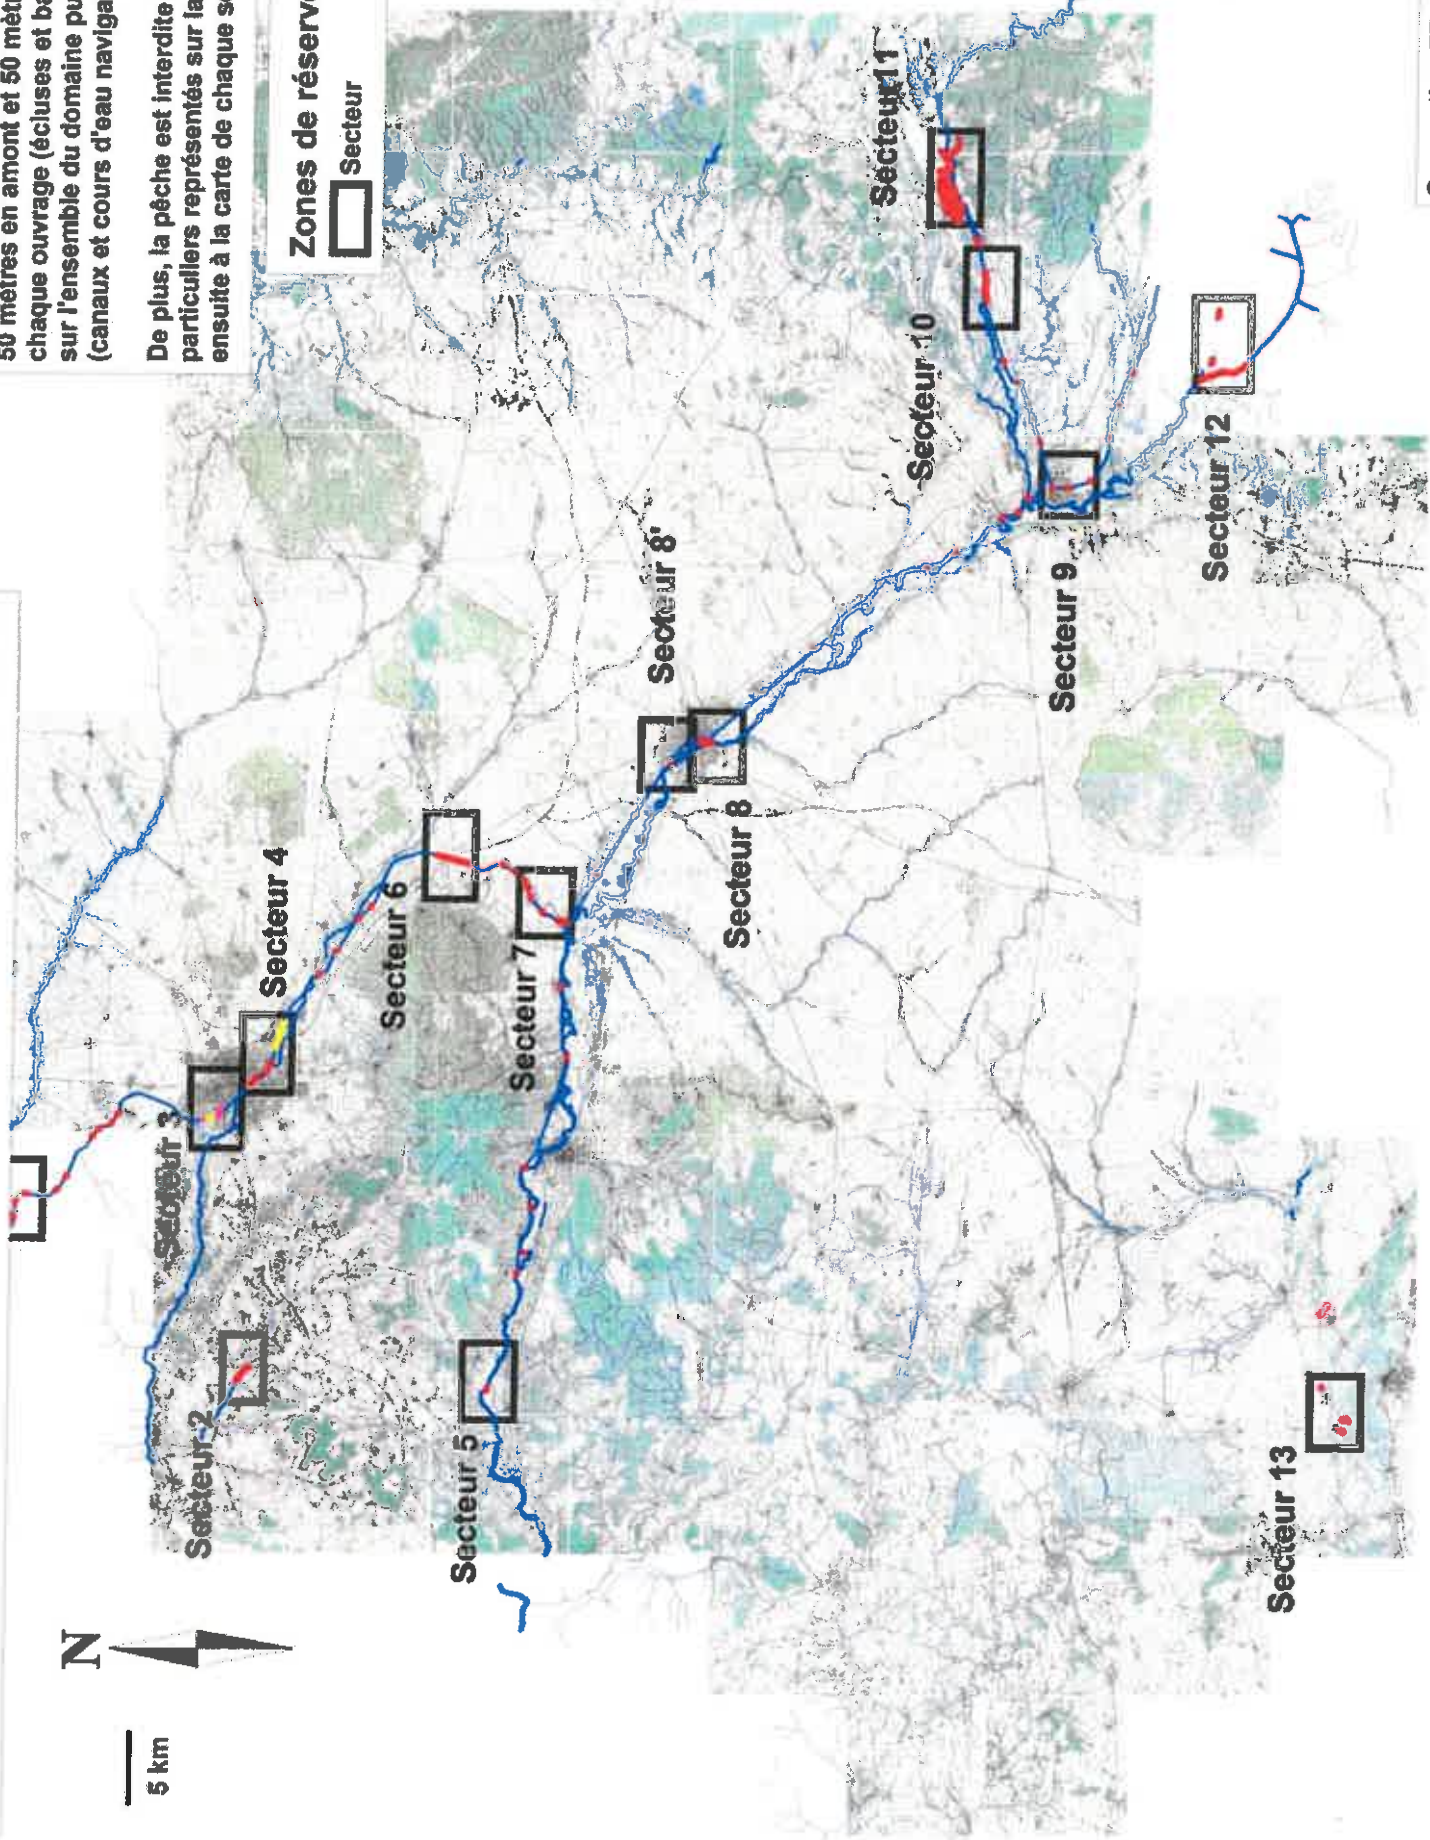 50 mètres en amont et 50 mètr
chaque ouvrage (écluses et ba
sur l'ensemble du domaine pu
(canaux et cours d'eau naviga
De plus, la pêche est interdite
particuliers représentés sur la
ensuite à la carte de chaque se
Zones de réserv
Secteur
N
5 km
Secteur 2
Secteur 3
Secteur 4
Secteur 5
Secteur 6
Secteur 7
Secteur 8
Secteur 8'
Secteur 9
Secteur 10
Secteur 11
Secteur 12
Secteur 13